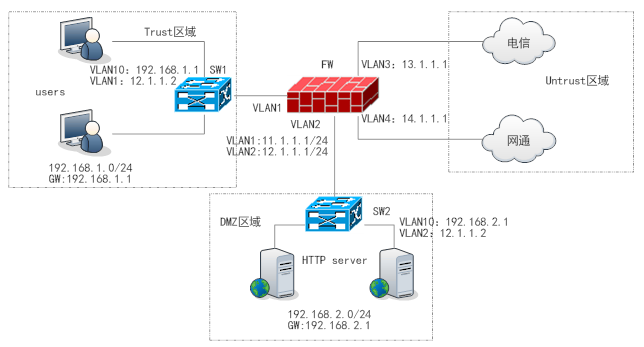 Trust区域
VLAN10: 192.168.1.1
VLAN1: 12.1.1.2
SW1
users
192.168.1.0/24
GW:192.168.1.1
FW
VLAN1
VLAN2
VLAN1:11.1.1.1/24
VLAN2:12.1.1.1/24
VLAN3: 13.1.1.1
VLAN4: 14.1.1.1
电信
Untrust区域
网通
DMZ区域
SW2
VLAN10: 192.168.2.1
VLAN2: 12.1.1.2
HTTP server
192.168.2.0/24
GW:192.168.2.1